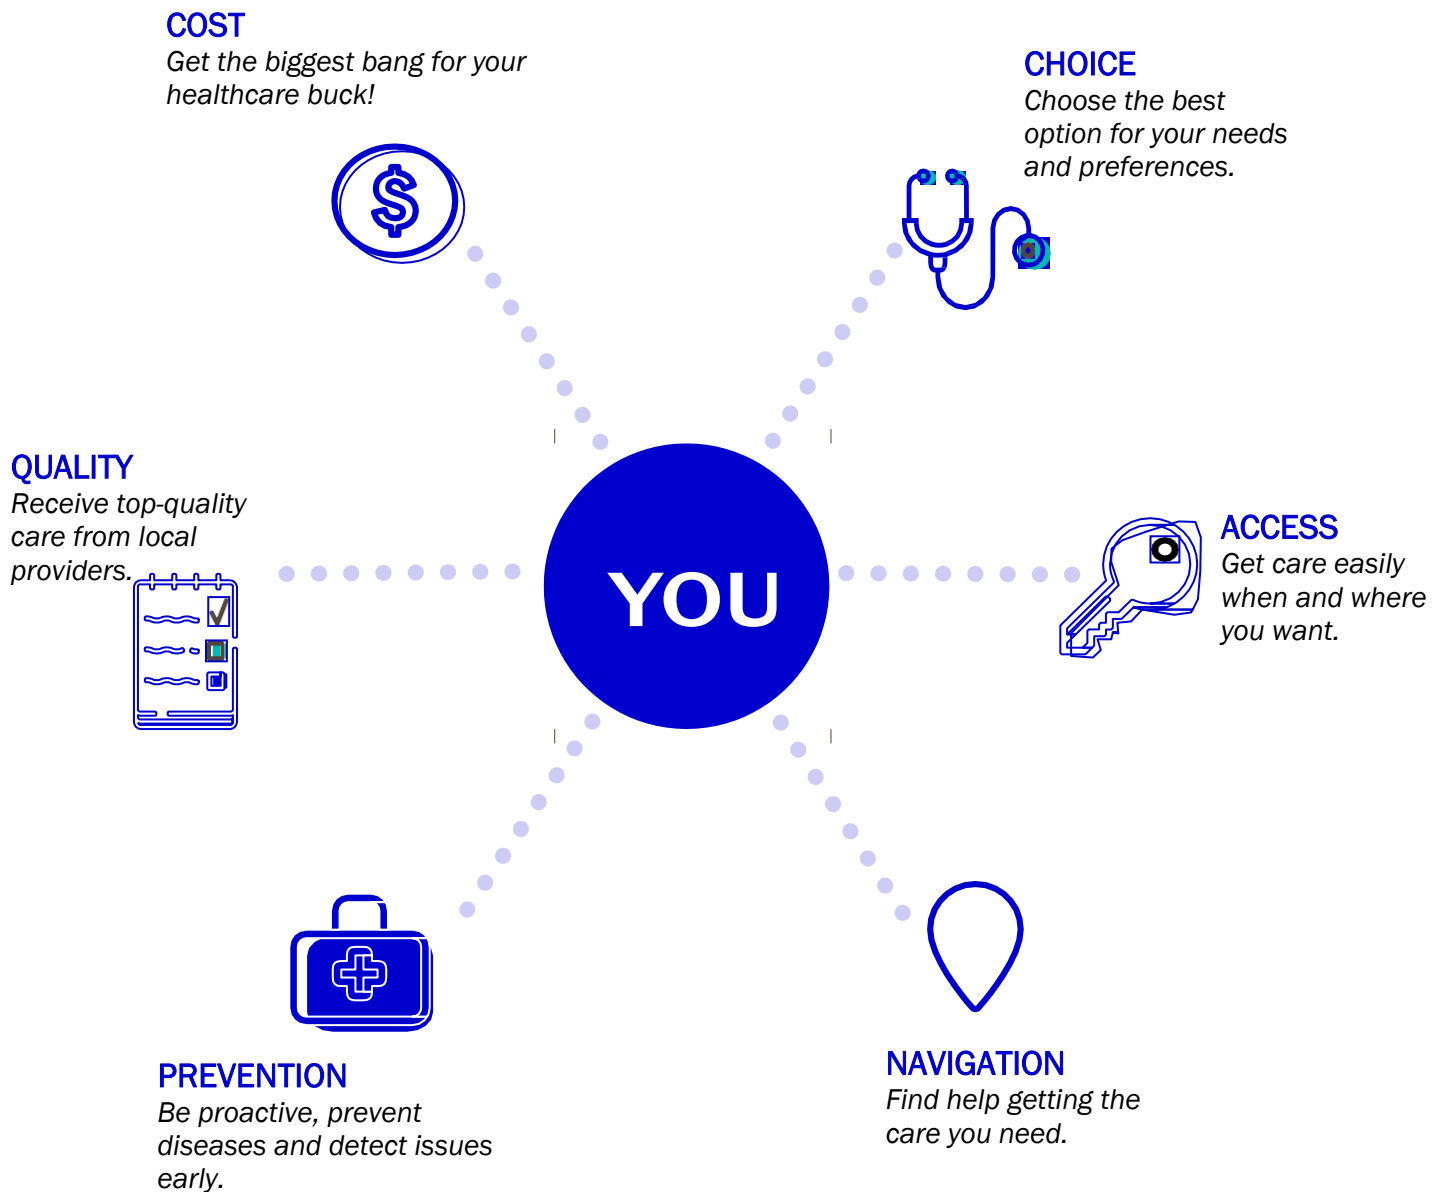 COST
Get the biggest bang for your
healthcare buck!
CHOICE
Choose the best
option for your needs
and preferences.
$
QUALITY
Receive top-quality
care from local
providers.
YOU
ACCESS
Get care easily
when and where
you want.
PREVENTION
Be proactive, prevent
diseases and detect issues
early.
NAVIGATION
Find help getting the
care you need.